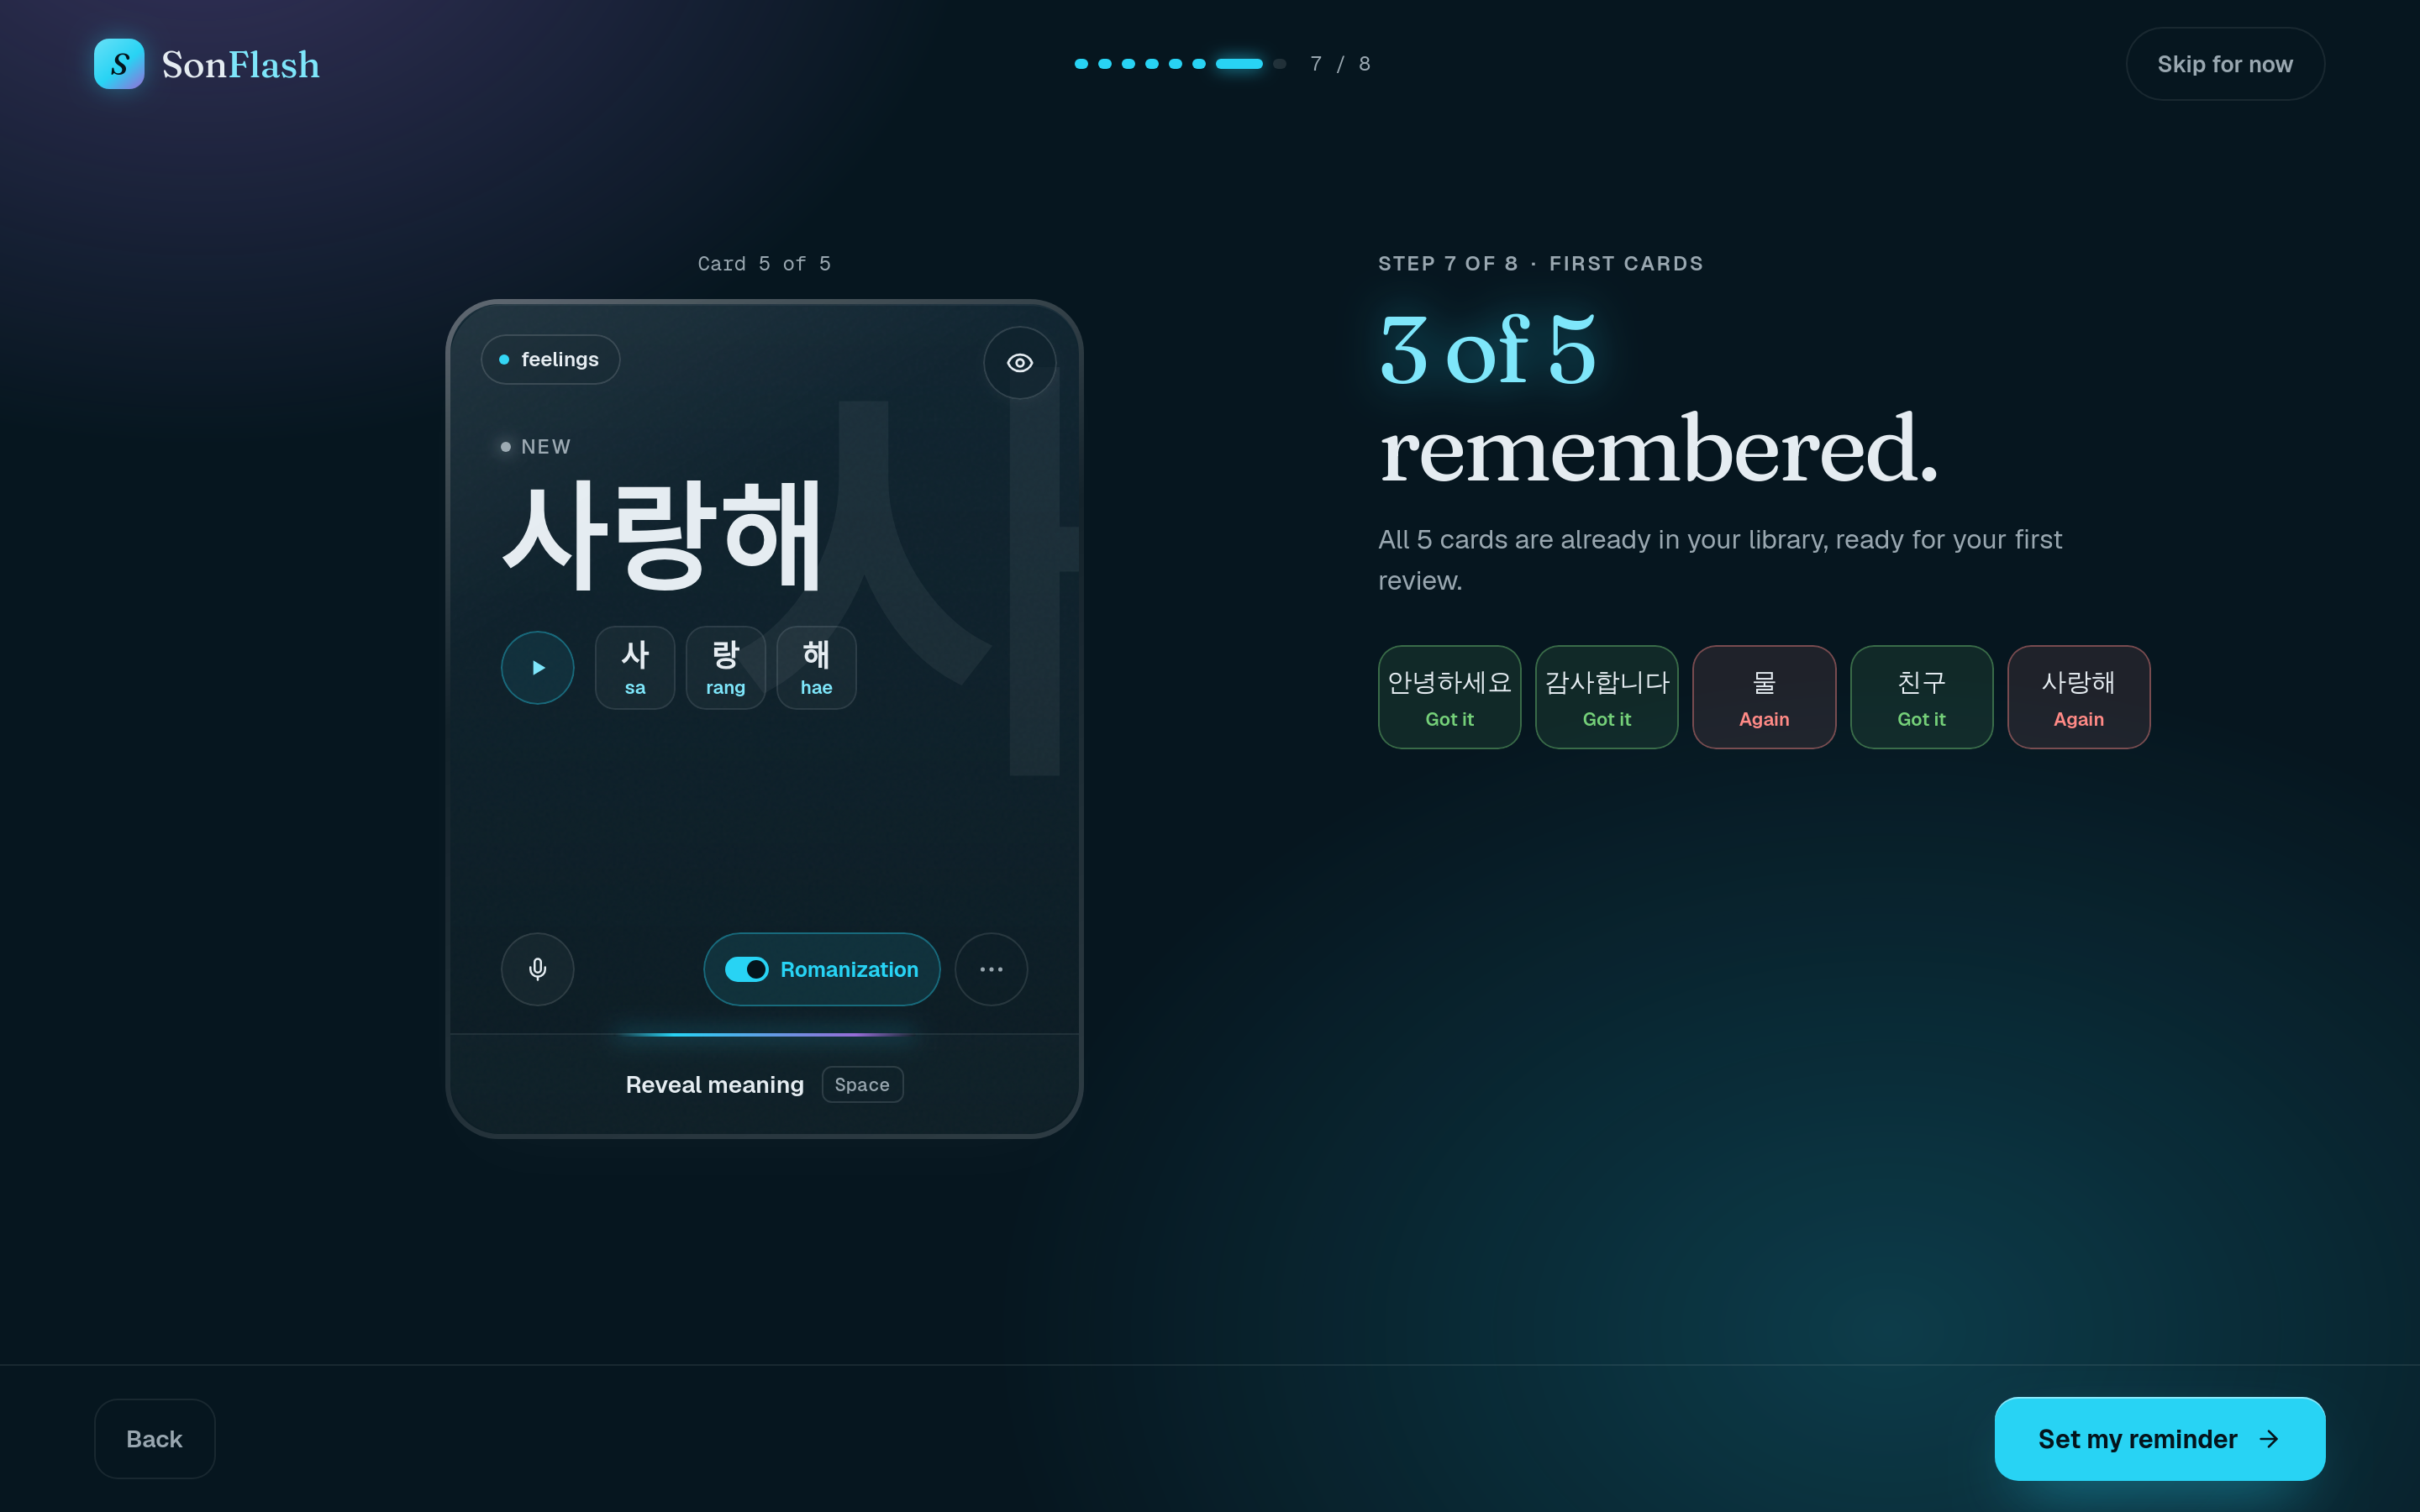 S SonFlash
7 / 8
Skip for now
Card 5 of 5
feelings
NEW
사랑해
사
사 랑 해
sa rang hae
Romanization
Reveal meaning Space
STEP 7 OF 8 · FIRST CARDS
3 of 5
remembered.
All 5 cards are already in your library, ready for your first
review.
안녕하세요 감사합니다 물 친구 사랑해
Got it Got it Again Got it Again
Back
Set my reminder